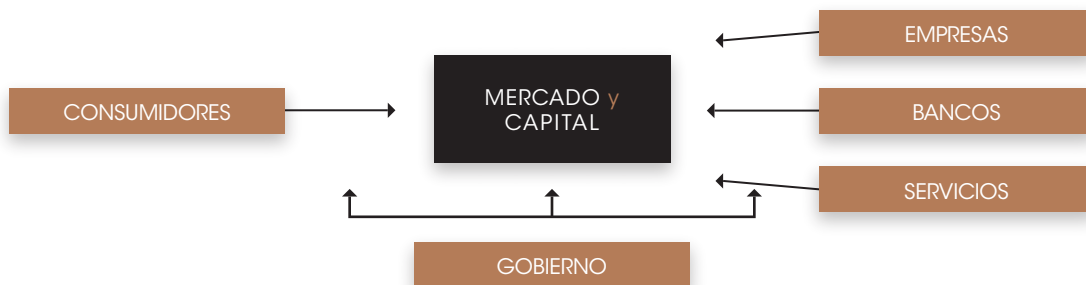 EMPRESAS
CONSUMIDORES
MERCADO y
CAPITAL
BANCOS
SERVICIOS
GOBIERNO